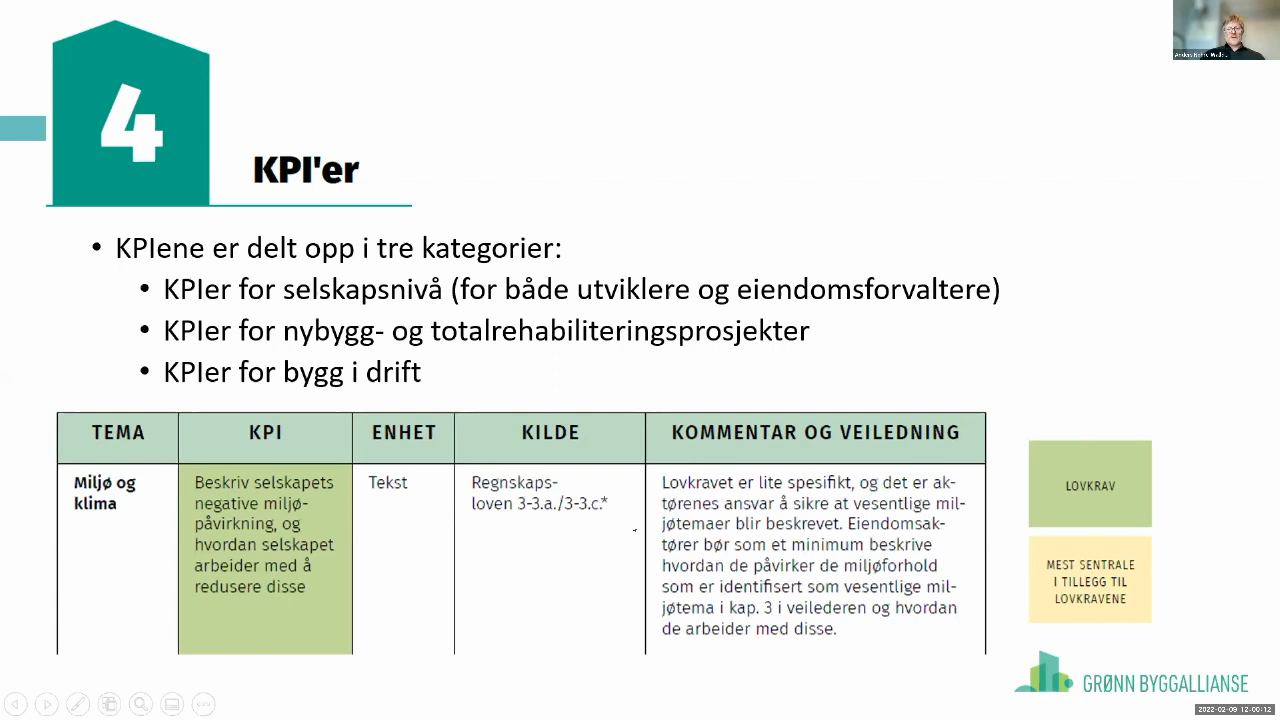 4
KPI'er
• KPIene er delt opp i tre kategorier:
• KPIer for selskapsnivå (for både utviklere og eiendomsforvaltere)
• KPIer for nybygg- og totalrehabiliteringsprosjekter
• KPIer for bygg i drift
TEMA KPI ENHET KILDE KOMMENTAR OG VEILEDNING
Miljø og
klima
Beskriv selskapets
negative miljø-
påvirkning, og
hvordan selskapet
arbeider med å
redusere disse
Tekst
Regnskaps-
loven 3-3.a./3-3.c.*
Lovkravet er lite spesifikt, og det er ak-
tørenes ansvar å sikre at vesentlige mil-
jøtemaer blir beskrevet. Eiendomsak-
tører bør som et minimum beskrive
hvordan de påvirker de miljøforhold
som er identifisert som vesentlige mil-
jøtema i kap. 3 i veilederen og hvordan
de arbeider med disse.
LOVKRAV
MEST SENTRALE
I TILLEGG TIL
LOVKRAVENE
GRØNN BYGGALLIANSE
2022-02-09 12:00:12